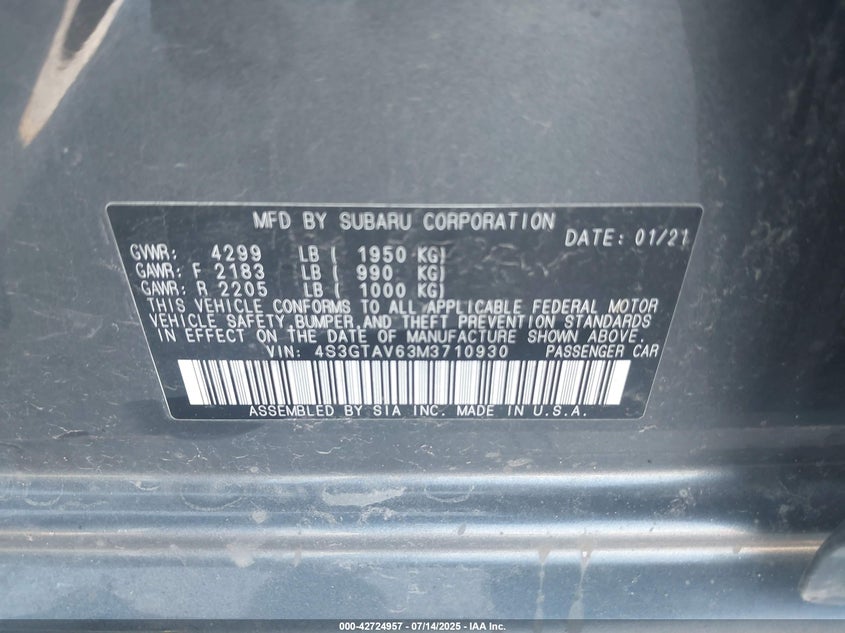 MFD BY SUBARU CORPORATION
DATE: 01/21
GVWR: 4299 LB ( 1950 KG)
GAWR: F 2183 LB ( 990 KG)
GAWR: R 2205 LB ( 1000 KG)
THIS VEHICLE CONFORMS TO ALL APPLICABLE FEDERAL MOTOR
VEHICLE SAFETY,BUMPER,AND THEFT PREVENTION STANDARDS
IN EFFECT ON THE DATE OF MANUFACTURE SHOWN ABOVE.
VIN: 4S3GTAV63M3710930 PASSENGER CAR
ASSEMBLED BY SIA INC. MADE IN U.S.A.
000-42724957 - 07/14/2025 - IAA Inc.